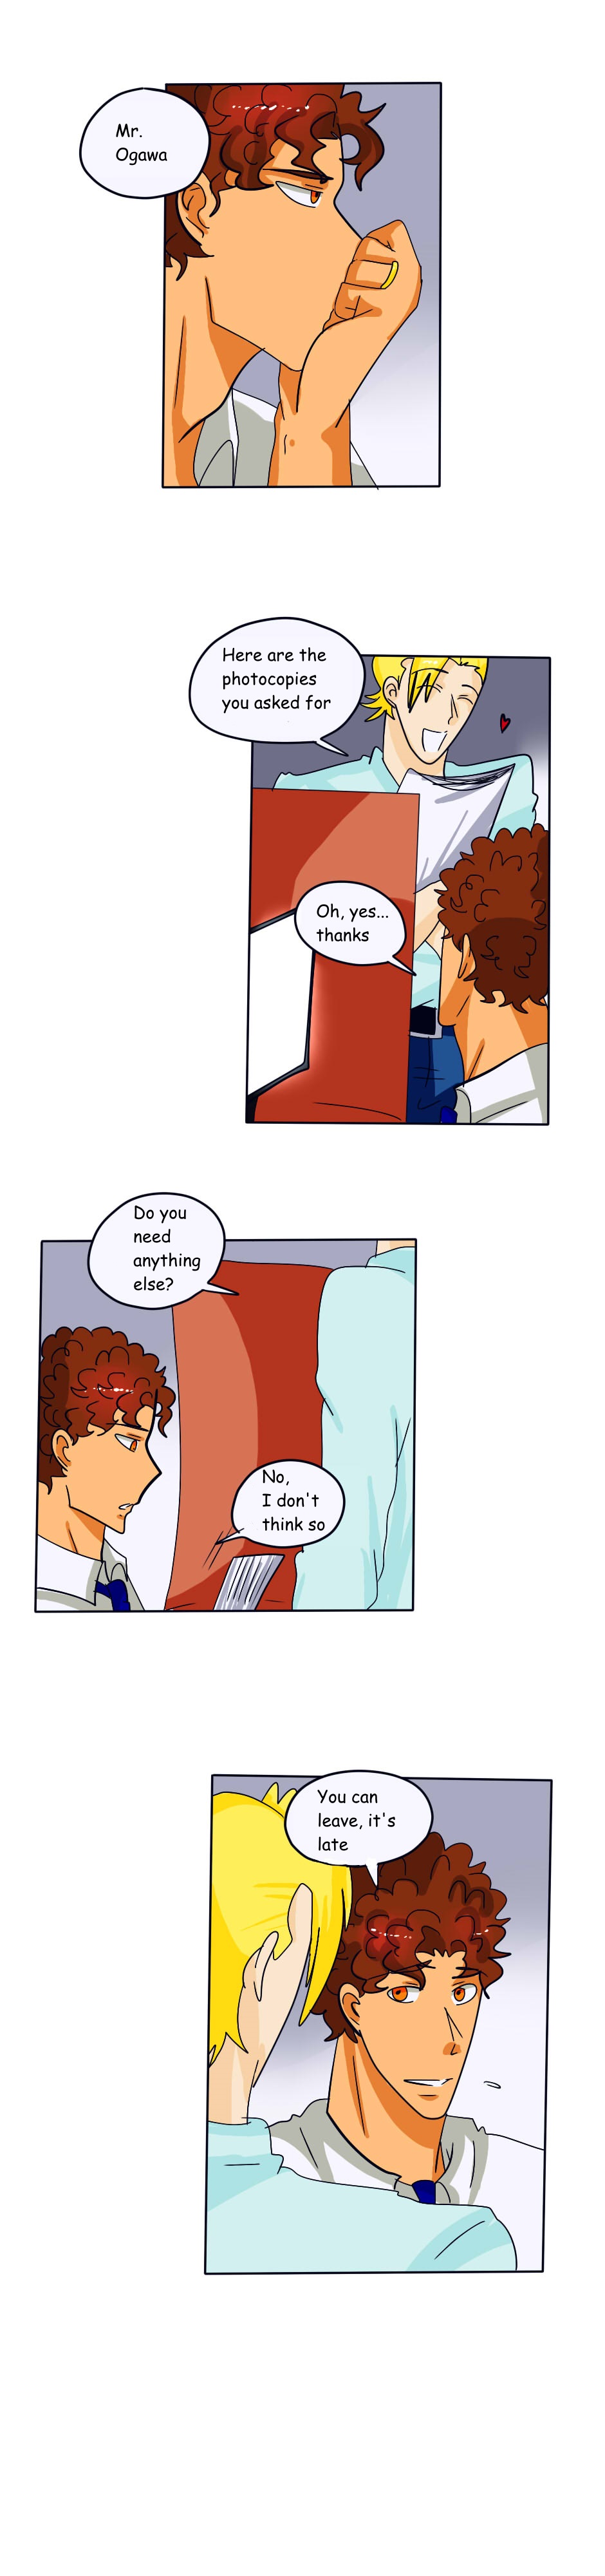 Mr.
Ogawa
Here are the
photocopies
you asked for
Oh, yes...
thanks
Do you
need
anything
else?
No,
I don't
think so
You can
leave, it's
late